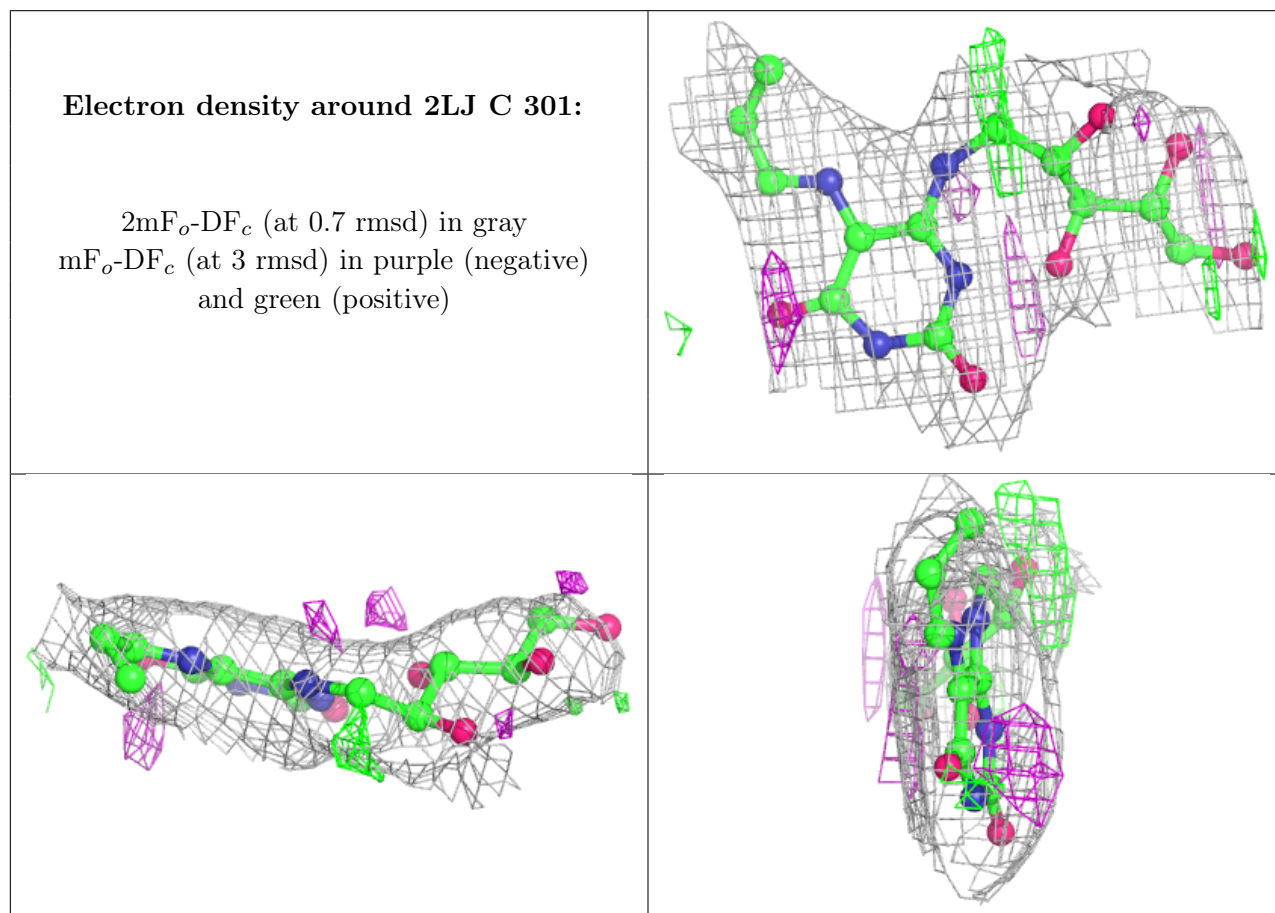 Electron density around 2LJ C 301:
2mFo-DFc (at 0.7 rmsd) in gray
mFo-DFc (at 3 rmsd) in purple (negative)
and green (positive)